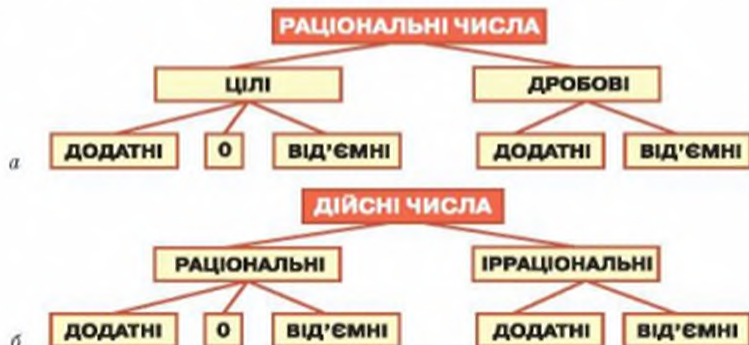 РАЦІОНАЛЬНІ ЧИСЛА
ЦІЛІ ДРОБОВІ
а ДОДАТНІ 0 ВІД’ЄМНІ ДОДАТНІ ВІД’ЄМНІ
ДІЙСНІ ЧИСЛА
РАЦІОНАЛЬНІ ІРРАЦІОНАЛЬНІ
б ДОДАТНІ 0 ВІД’ЄМНІ ДОДАТНІ ВІД’ЄМНІ